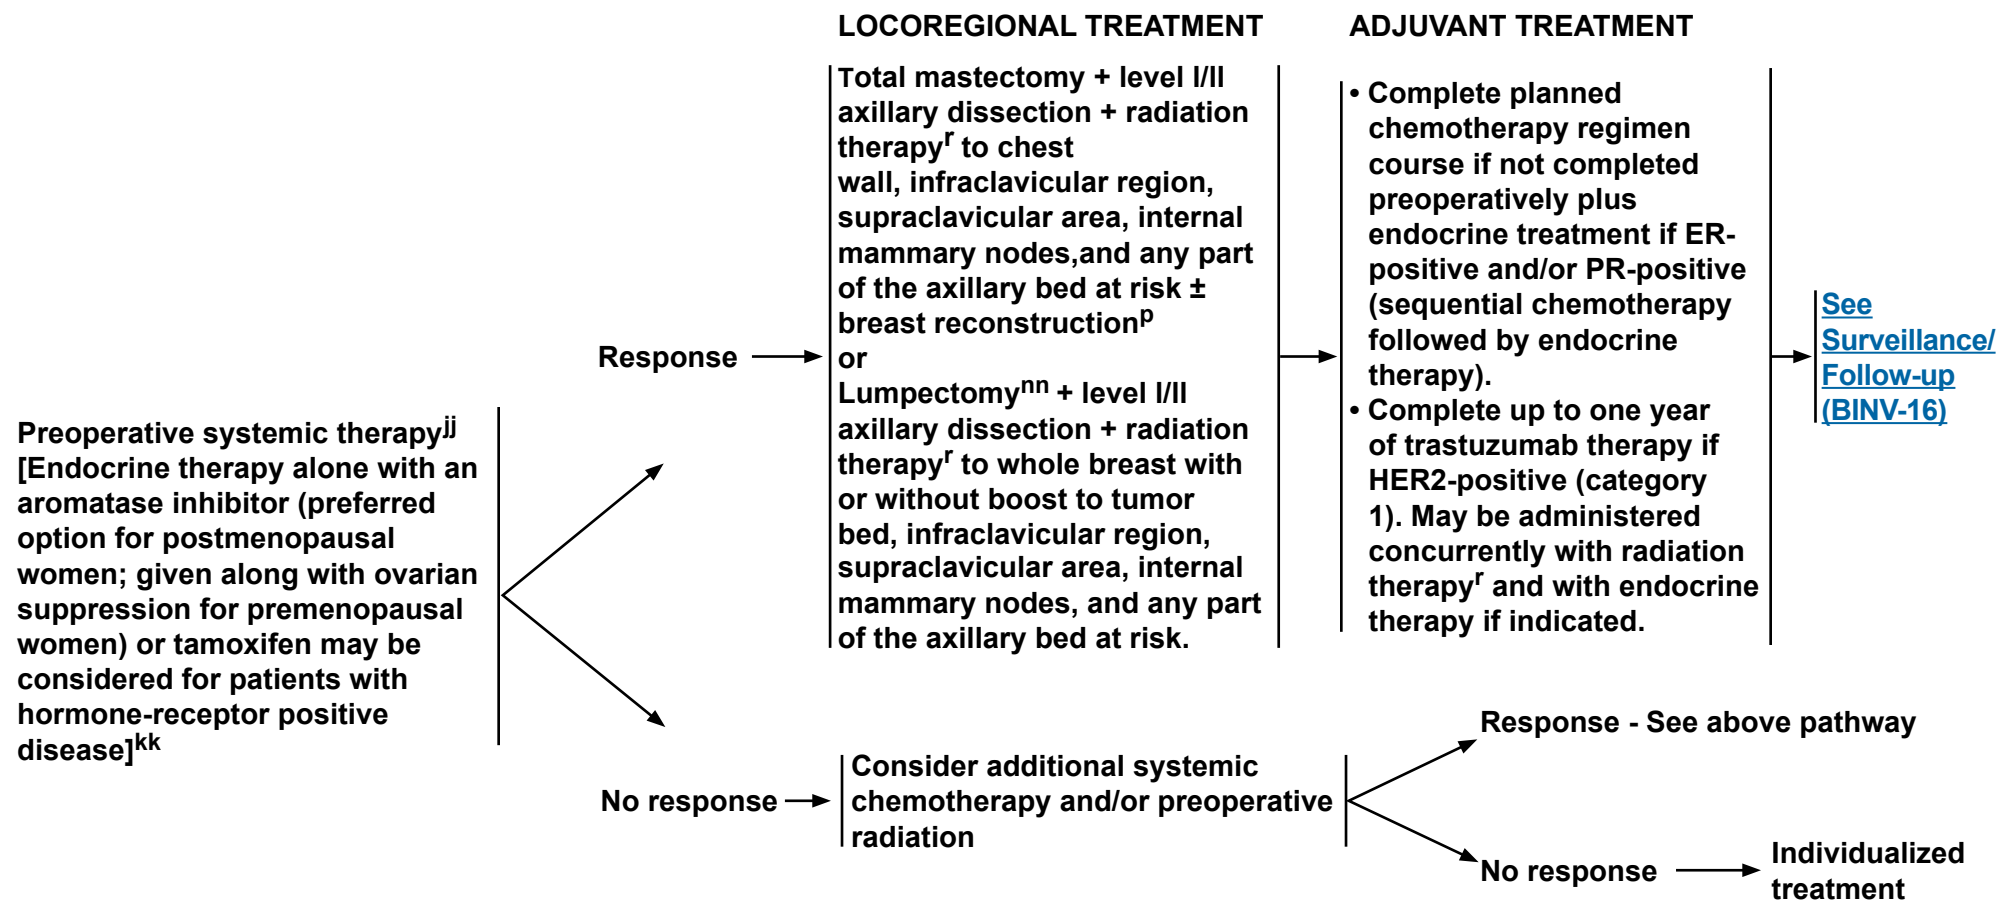 LOCOREGIONAL TREATMENT
ADJUVANT TREATMENT
Preoperative systemic therapyjj
[Endocrine therapy alone with an
aromatase inhibitor (preferred
option for postmenopausal
women; given along with ovarian
suppression for premenopausal
women) or tamoxifen may be
considered for patients with
hormone-receptor positive
disease]kk
Response
Total mastectomy + level I/II
axillary dissection + radiation
therapyr to chest
wall, infraclavicular region,
supraclavicular area, internal
mammary nodes,and any part
of the axillary bed at risk ±
breast reconstructionp
or
Lumpectomynn + level I/II
axillary dissection + radiation
therapyr to whole breast with
or without boost to tumor
bed, infraclavicular region,
supraclavicular area, internal
mammary nodes, and any part
of the axillary bed at risk.
• Complete planned
chemotherapy regimen
course if not completed
preoperatively plus
endocrine treatment if ER-
positive and/or PR-positive
(sequential chemotherapy
followed by endocrine
therapy).
• Complete up to one year
of trastuzumab therapy if
HER2-positive (category
1). May be administered
concurrently with radiation
therapyr and with endocrine
therapy if indicated.
See
Surveillance/
Follow-up
(BINV-16)
No response
Consider additional systemic
chemotherapy and/or preoperative
radiation
Response - See above pathway
No response
Individualized
treatment